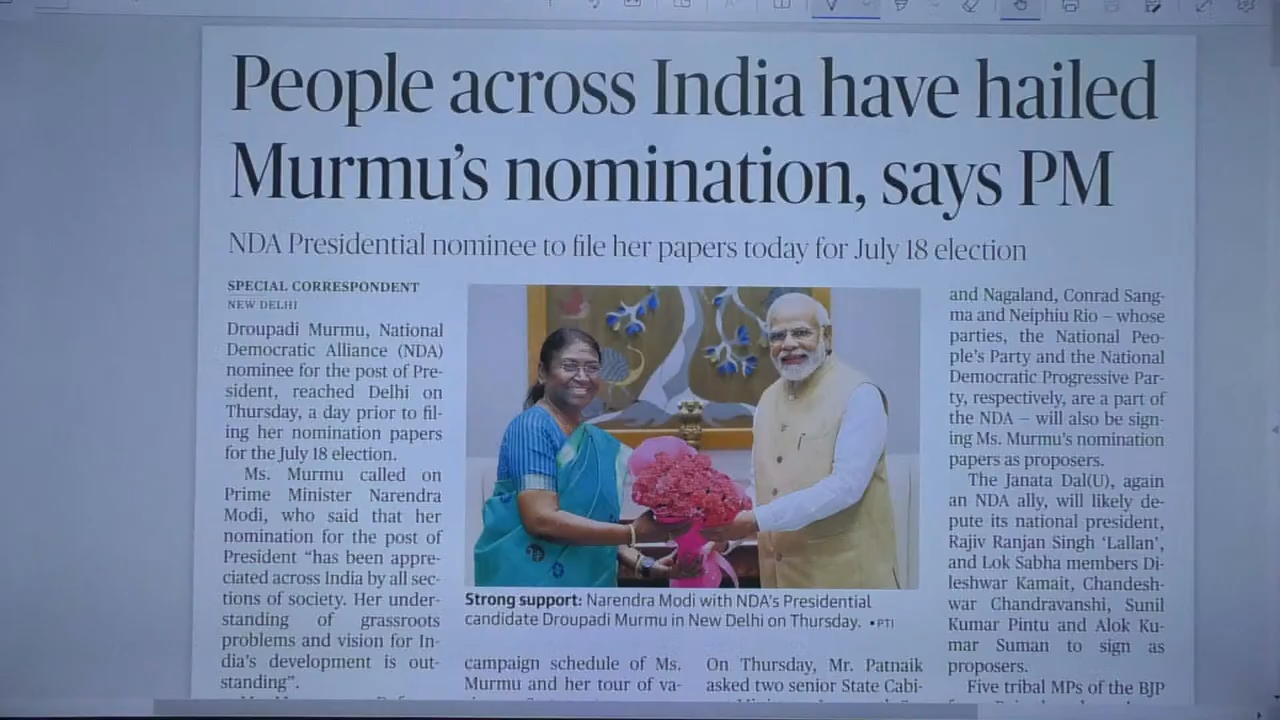 People across India have hailed
Murmu’s nomination, says PM
NDA Presidential nominee to file her papers today for July 18 election
SPECIAL CORRESPONDENT
NEW DELHI
Droupadi Murmu, National
Democratic Alliance (NDA)
nominee for the post of Pre-
sident, reached Delhi on
Thursday, a day prior to fil-
ing her nomination papers
for the July 18 election.
Ms. Murmu called on
Prime Minister Narendra
Modi, who said that her
nomination for the post of
President “has been appre-
ciated across India by all sec-
tions of society. Her under-
standing of grassroots
problems and vision for In-
dia’s development is out-
standing”.
Strong support: Narendra Modi with NDA’s Presidential
candidate Droupadi Murmu in New Delhi on Thursday. • PTI
campaign schedule of Ms.
Murmu and her tour of va-
On Thursday, Mr. Patnaik
asked two senior State Cabi-
and Nagaland, Conrad Sang-
ma and Neiphiu Rio – whose
parties, the National Peo-
ple’s Party and the National
Democratic Progressive Par-
ty, respectively, are a part of
the NDA – will also be sign-
ing Ms. Murmu’s nomination
papers as proposers.
The Janata Dal(U), again
an NDA ally, will likely de-
pute its national president,
Rajiv Ranjan Singh ‘Lallan’,
and Lok Sabha members Di-
leshwar Kamait, Chandesh-
war Chandravanshi, Sunil
Kumar Pintu and Alok Ku-
mar Suman to sign as
proposers.
Five tribal MPs of the BJP